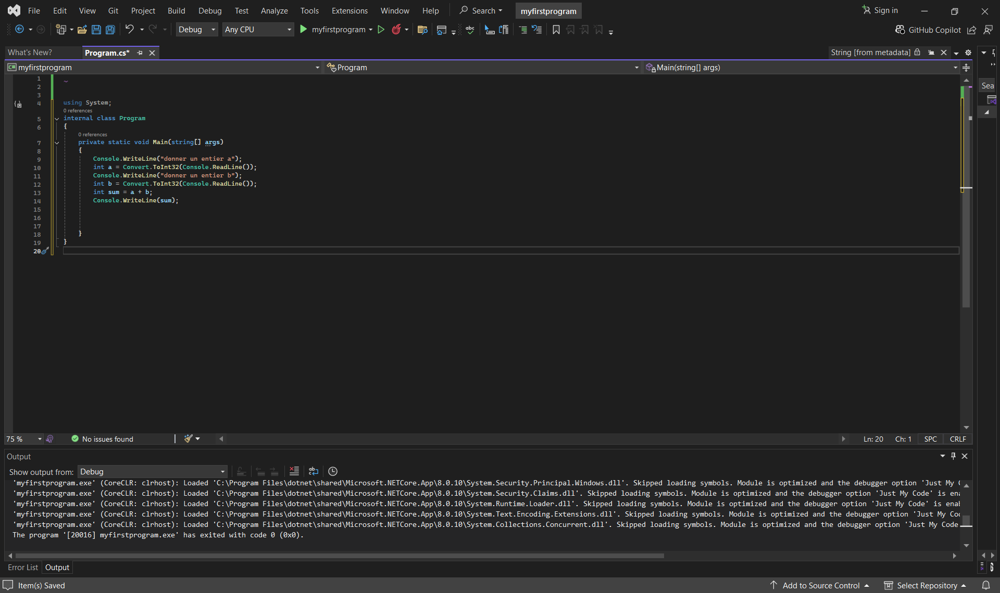 File Edit View Git Project Build Debug Test Analyze Tools Extensions Window Help Search myfirstprogram Sign in
Debug Any CPU myfirstprogram GitHub Copilot
What's New? Program.cs* String [from metadata]
C# myfirstprogram Program Main(string[] args)
Sea
1
2
3
4 using System;
0 references
5 internal class Program
6 {
0 references
7 private static void Main(string[] args)
8 {
9 Console.WriteLine("donner un entier a");
10 int a = Convert.ToInt32(Console.ReadLine());
11 Console.WriteLine("donner un entier b");
12 int b = Convert.ToInt32(Console.ReadLine());
13 int sum = a + b;
14 Console.WriteLine(sum);
15
16
17
18 }
19 }
20
75 % No issues found Ln: 20 Ch: 1 SPC CRLF
Output
Show output from: Debug
'myfirstprogram.exe' (CoreCLR: clrhost): Loaded 'C:\Program Files\dotnet\shared\Microsoft.NETCore.App\8.0.10\System.Security.Principal.Windows.dll'. Skipped loading symbols. Module is optimized and the debugger option 'Just My
'myfirstprogram.exe' (CoreCLR: clrhost): Loaded 'C:\Program Files\dotnet\shared\Microsoft.NETCore.App\8.0.10\System.Security.Claims.dll'. Skipped loading symbols. Module is optimized and the debugger option 'Just My Code' is ena
'myfirstprogram.exe' (CoreCLR: clrhost): Loaded 'C:\Program Files\dotnet\shared\Microsoft.NETCore.App\8.0.10\System.Runtime.Loader.dll'. Skipped loading symbols. Module is optimized and the debugger option 'Just My Code' is enab
'myfirstprogram.exe' (CoreCLR: clrhost): Loaded 'C:\Program Files\dotnet\shared\Microsoft.NETCore.App\8.0.10\System.Text.Encoding.Extensions.dll'. Skipped loading symbols. Module is optimized and the debugger option 'Just My Co
'myfirstprogram.exe' (CoreCLR: clrhost): Loaded 'C:\Program Files\dotnet\shared\Microsoft.NETCore.App\8.0.10\System.Collections.Concurrent.dll'. Skipped loading symbols. Module is optimized and the debugger option 'Just My Code
The program '[20016] myfirstprogram.exe' has exited with code 0 (0x0).
Error List Output
Item(s) Saved Add to Source Control Select Repository